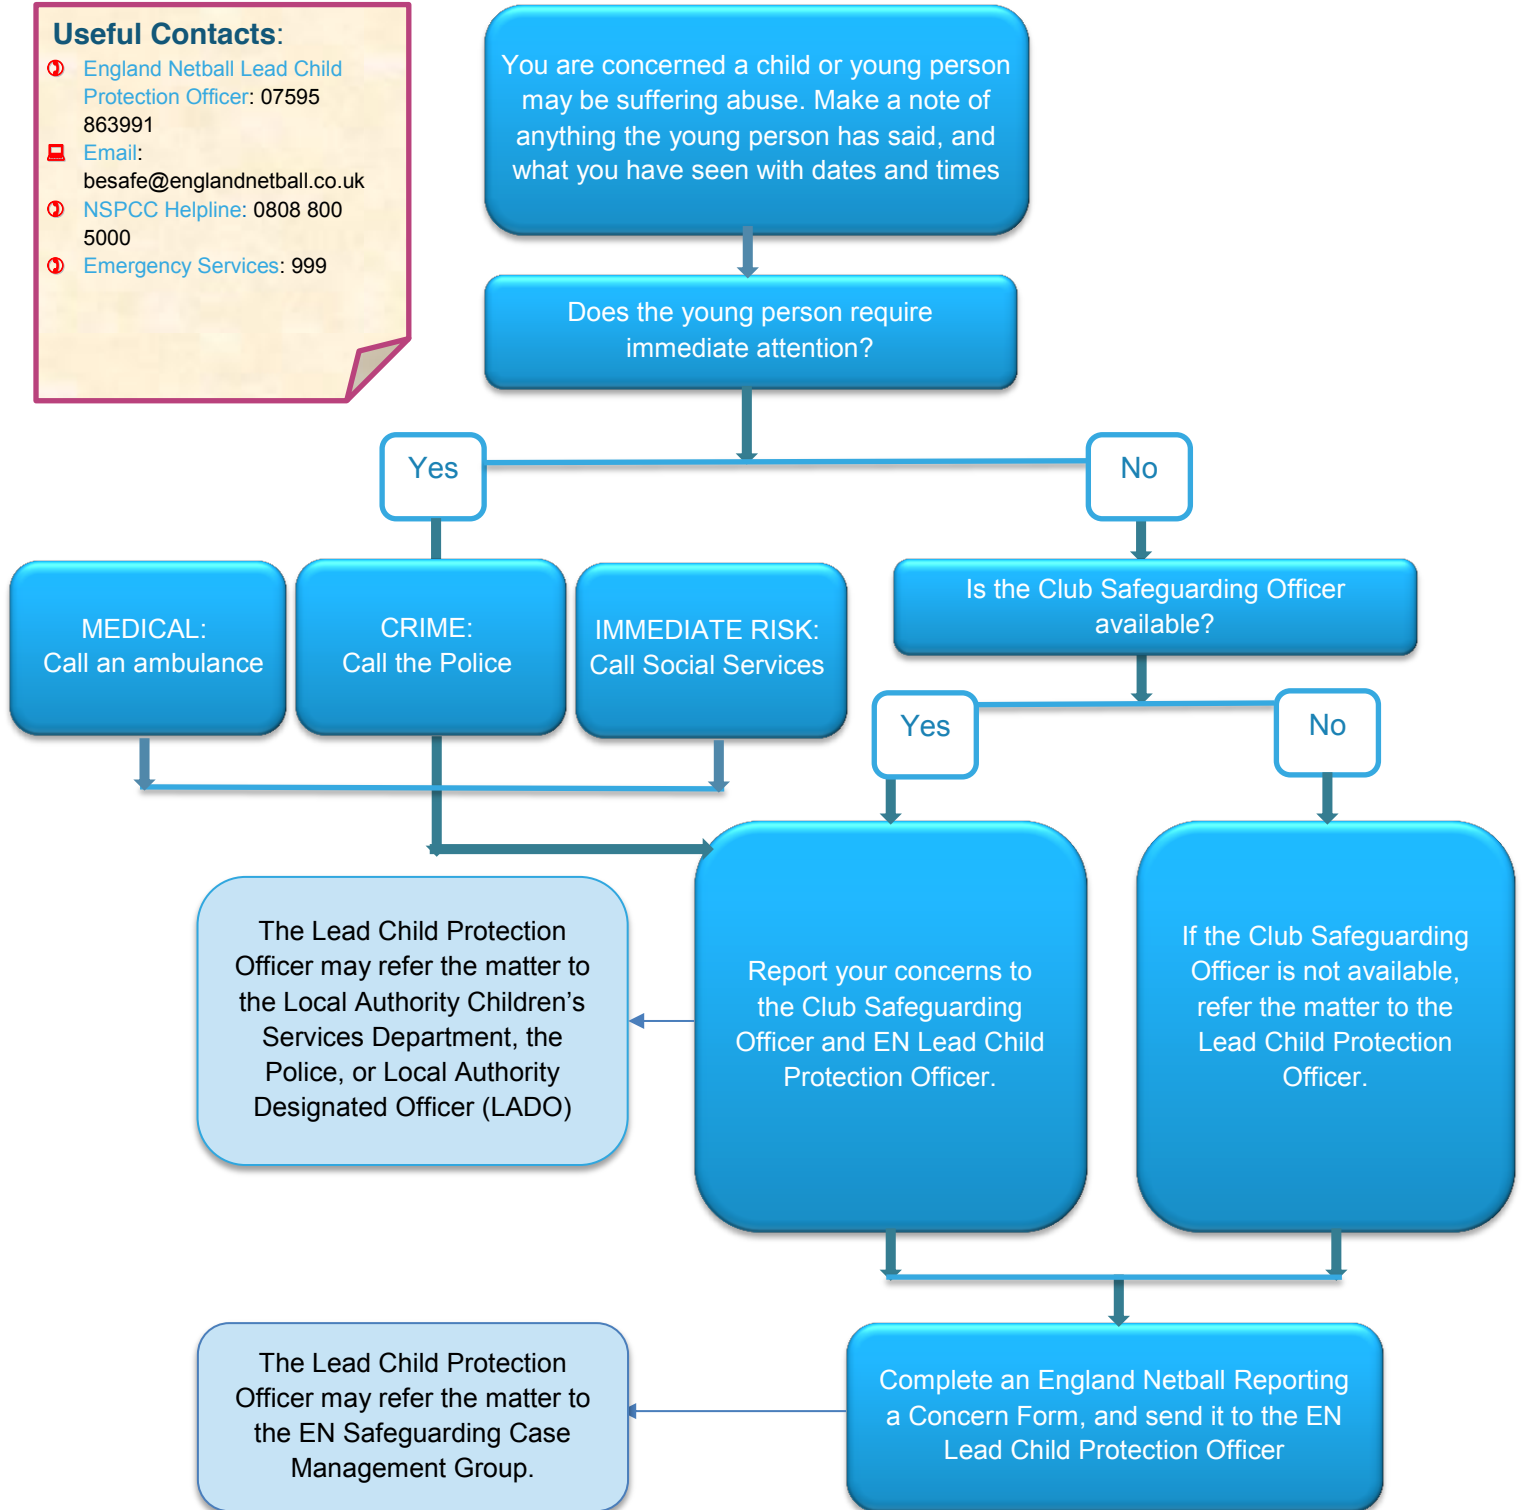 Useful Contacts:
England Netball Lead Child
Protection Officer: 07595
863991
Email:
besafe@englandnetball.co.uk
NSPCC Helpline: 0808 800
5000
Emergency Services: 999
You are concerned a child or young person
may be suffering abuse. Make a note of
anything the young person has said, and
what you have seen with dates and times
Does the young person require
immediate attention?
Yes
No
MEDICAL:
Call an ambulance
CRIME:
Call the Police
IMMEDIATE RISK:
Call Social Services
Is the Club Safeguarding Officer
available?
Yes
No
The Lead Child Protection
Officer may refer the matter to
the Local Authority Children’s
Services Department, the
Police, or Local Authority
Designated Officer (LADO)
Report your concerns to
the Club Safeguarding
Officer and EN Lead Child
Protection Officer.
If the Club Safeguarding
Officer is not available,
refer the matter to the
Lead Child Protection
Officer.
The Lead Child Protection
Officer may refer the matter to
the EN Safeguarding Case
Management Group.
Complete an England Netball Reporting
a Concern Form, and send it to the EN
Lead Child Protection Officer